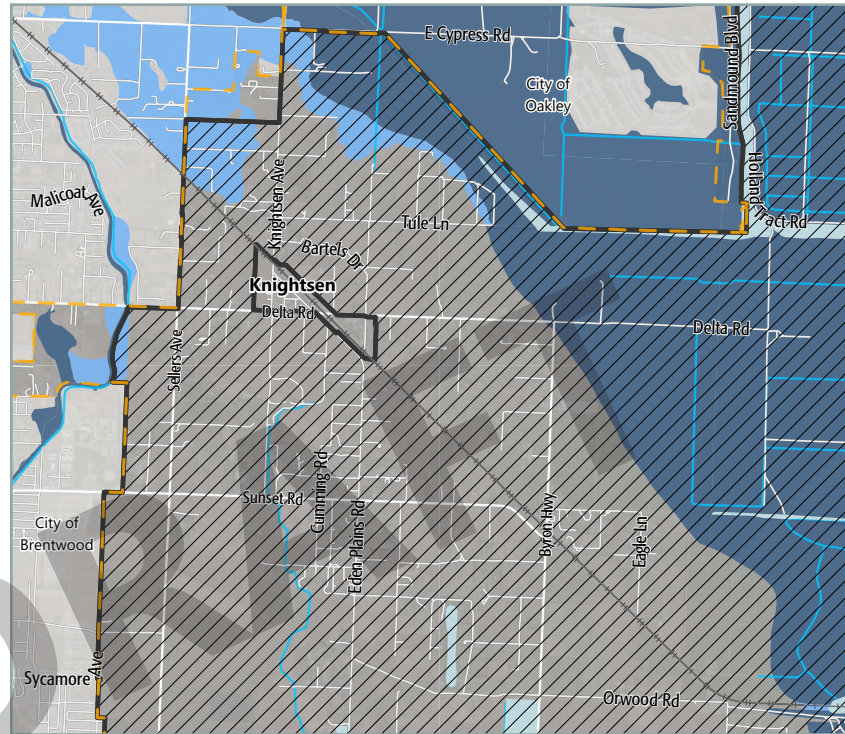 E Cypress Rd
Sandmound Blvd
City of
Oakley
Holland Tract Rd
Malicoat Ave
Knightsen Ave
Tule Ln
Bartels Dr
Knightsen
Delta Rd
Delta Rd
Sellers Ave
Cumming Rd
Sunset Rd
Eden Plains Rd
Byron Hwy
Eagle Ln
City of
Brentwood
Sycamore Ave
Orwood Rd
DRAFT